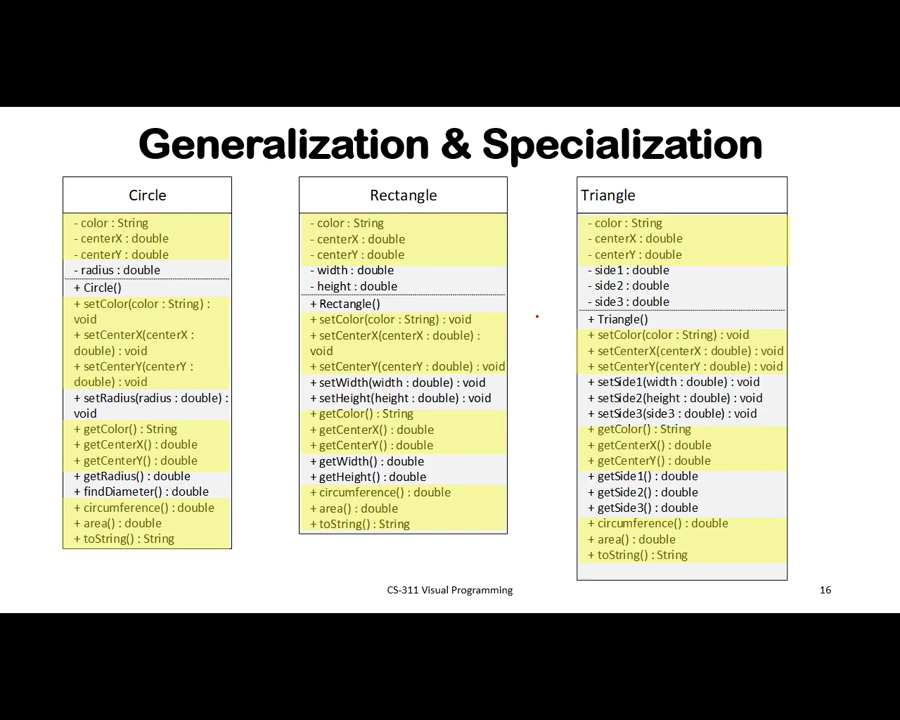 Generalization & Specialization
Circle
- color : String
- centerX : double
- centerY : double
- radius : double
+ Circle()
+ setColor(color : String) :
void
+ setCenterX(centerX :
double) : void
+ setCenterY(centerY :
double) : void
+ setRadius(radius : double) :
void
+ getColor() : String
+ getCenterX() : double
+ getCenterY() : double
+ getRadius() : double
+ findDiameter() : double
+ circumference() : double
+ area() : double
+ toString() : String
Rectangle
- color : String
- centerX : double
- centerY : double
- width : double
- height : double
+ Rectangle()
+ setColor(color : String) : void
+ setCenterX(centerX : double) :
void
+ setCenterY(centerY : double) : void
+ setWidth(width : double) : void
+ setHeight(height : double) : void
+ getColor() : String
+ getCenterX() : double
+ getCenterY() : double
+ getWidth() : double
+ getHeight() : double
+ circumference() : double
+ area() : double
+ toString() : String
Triangle
- color : String
- centerX : double
- centerY : double
- side1 : double
- side2 : double
- side3 : double
+ Triangle()
+ setColor(color : String) : void
+ setCenterX(centerX : double) : void
+ setCenterY(centerY : double) : void
+ setSide1(width : double) : void
+ setSide2(height : double) : void
+ setSide3(side3 : double) : void
+ getColor() : String
+ getCenterX() : double
+ getCenterY() : double
+ getSide1() : double
+ getSide2() : double
+ getSide3() : double
+ circumference() : double
+ area() : double
+ toString() : String
CS-311 Visual Programming
16